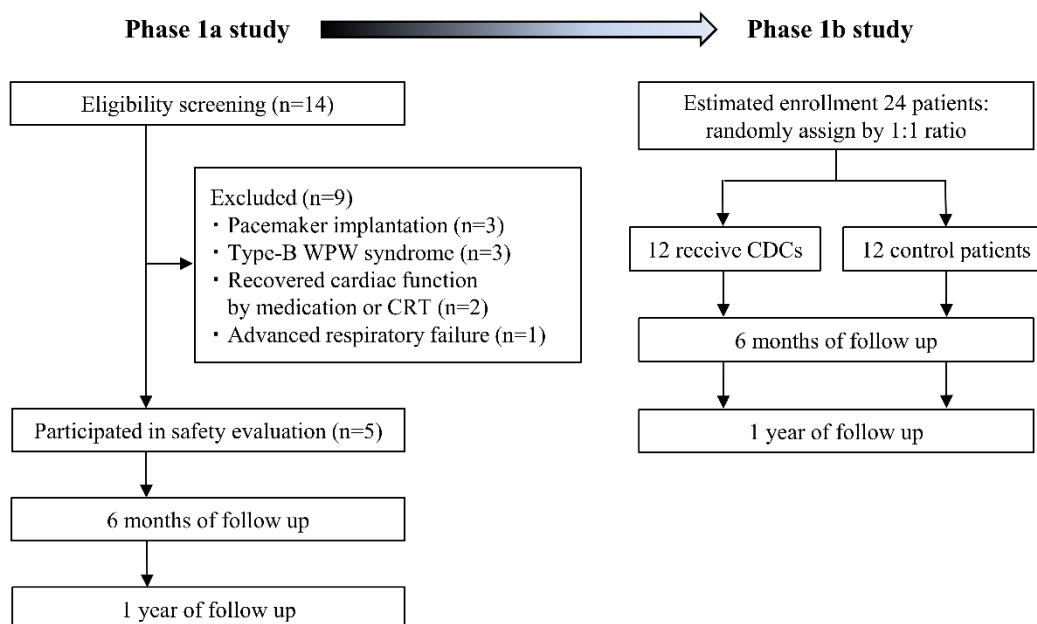 Phase 1a study
Phase 1b study
Eligibility screening (n=14)
Excluded (n=9)
・Pacemaker implantation (n=3)
・Type-B WPW syndrome (n=3)
・Recovered cardiac function
by medication or CRT (n=2)
・Advanced respiratory failure (n=1)
Participated in safety evaluation (n=5)
6 months of follow up
1 year of follow up
Estimated enrollment 24 patients:
randomly assign by 1:1 ratio
12 receive CDCs
12 control patients
6 months of follow up
1 year of follow up